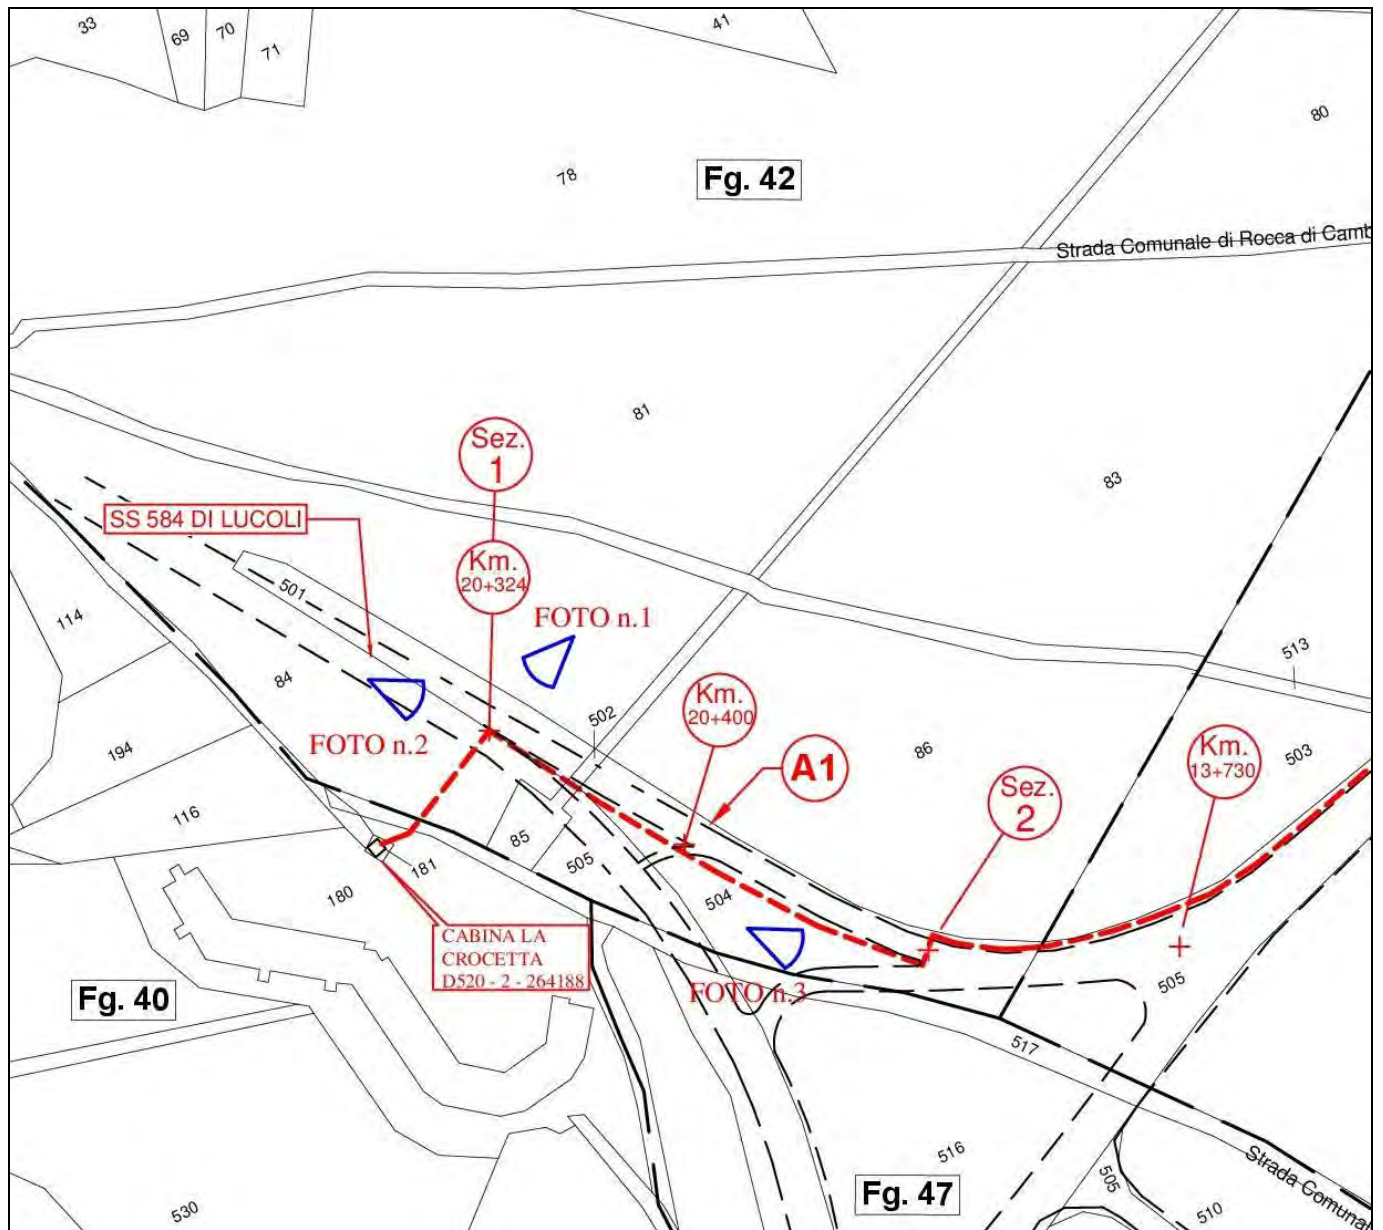 33
69
70
71
41
80
78
Fg. 42
Strada Comunale di Rocca di Camb
81
83
Sez.
1
SS 584 DI LUCOLI
Km.
20+324
501
FOTO n.1
114
84
513
502
Km.
20+400
FOTO n.2
194
86
Km.
13+730
503
A1
Sez.
2
116
85
505
181
180
504
CABINA LA
CROCETTA
D520 - 2 - 264188
FOTO n.3
505
Fg. 40
517
516
Strada Comunal
505
Fg. 47
510
530